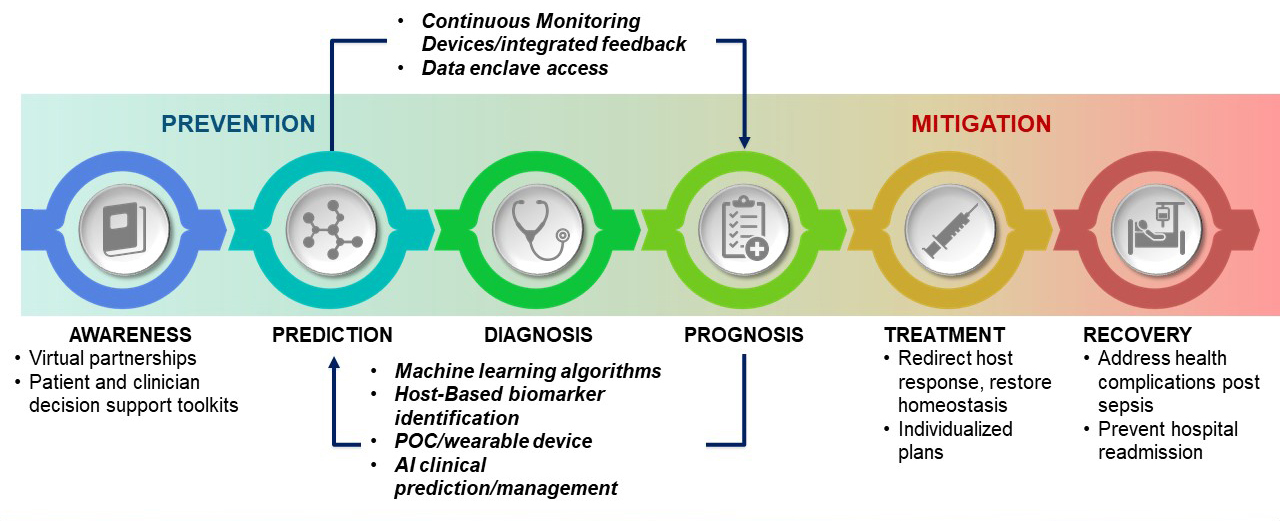 • Continuous Monitoring
Devices/integrated feedback
• Data enclave access
PREVENTION
MITIGATION
AWARENESS
• Virtual partnerships
• Patient and clinician
decision support toolkits
PREDICTION
DIAGNOSIS
PROGNOSIS
• Machine learning algorithms
• Host-Based biomarker
identification
• POC/wearable device
• AI clinical
prediction/management
TREATMENT
• Redirect host
response, restore
homeostasis
• Individualized
plans
RECOVERY
• Address health
complications post
sepsis
• Prevent hospital
readmission